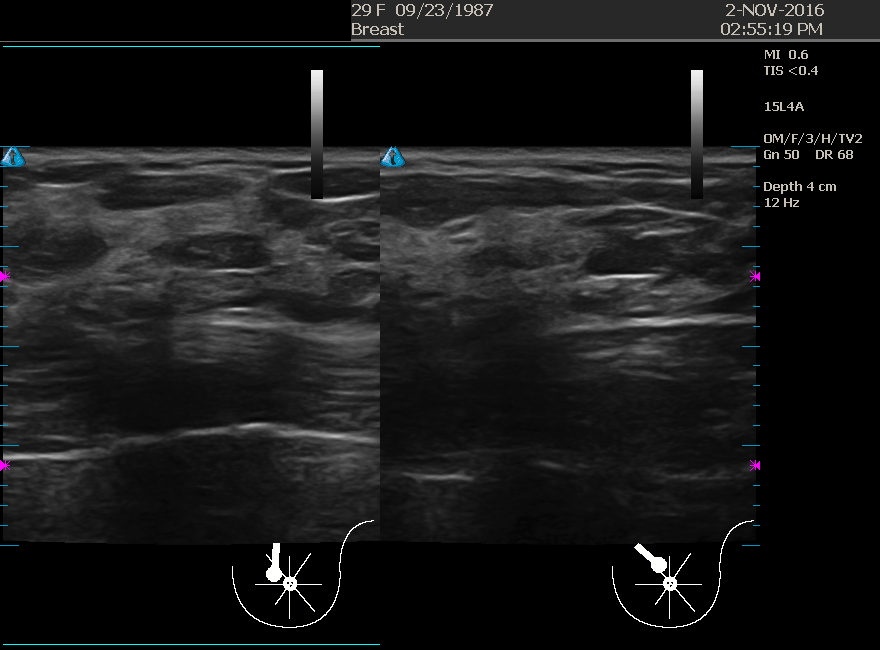 29 F 09/23/1987
2-NOV-2016
Breast
02:55:19 PM
MI 0.6
TIS <0.4
15L4A
OM/F/3/H/TV2
Gn 50 DR 68
Depth 4 cm
12 Hz